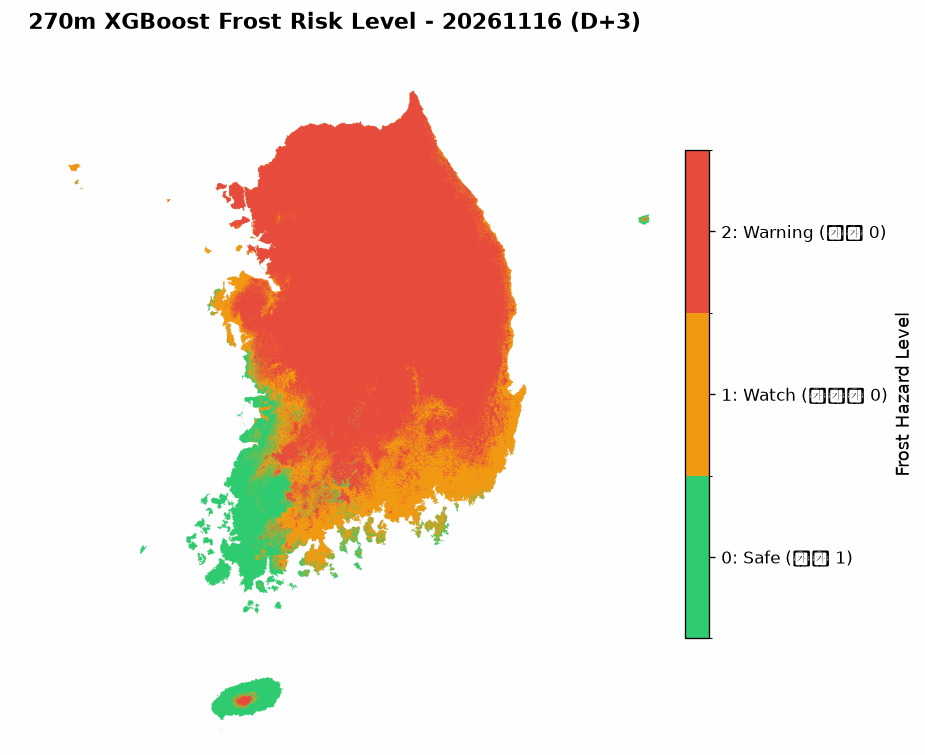 270m XGBoost Frost Risk Level - 20261116 (D+3)
2: Warning ( 0)
1: Watch ( 0)
0: Safe ( 1)
Frost Hazard Level